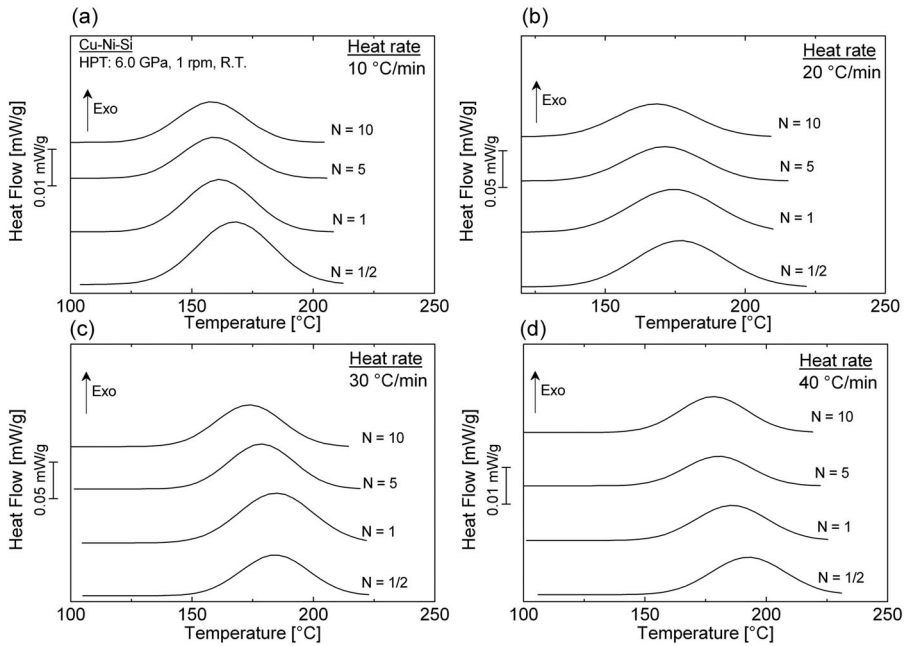 (a)
Cu-Ni-Si
HPT: 6.0 GPa, 1 rpm, R.T.
Heat rate
10 °C/min
Exo
0.01 mW/g
Heat Flow [mW/g]
N = 10
N = 5
N = 1
N = 1/2
100 150 200 250
Temperature [°C]
(b)
Heat rate
20 °C/min
Exo
0.05 mW/g
Heat Flow [mW/g]
N = 10
N = 5
N = 1
N = 1/2
150 200 250
Temperature [°C]
(c)
Heat rate
30 °C/min
Exo
0.05 mW/g
Heat Flow [mW/g]
N = 10
N = 5
N = 1
N = 1/2
100 150 200 250
Temperature [°C]
(d)
Heat rate
40 °C/min
Exo
0.01 mW/g
Heat Flow [mW/g]
N = 10
N = 5
N = 1
N = 1/2
100 150 200 250
Temperature [°C]